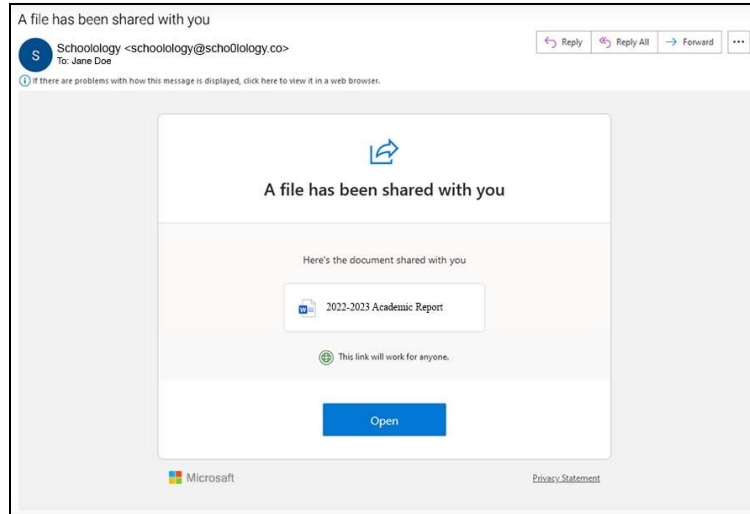 A file has been shared with you
S
Schoolology <schoolology@scho0lology.co>
To: Jane Doe
Reply
Reply All
Forward
If there are problems with how this message is displayed, click here to view it in a web browser.
A file has been shared with you
Here's the document shared with you
W
2022-2023 Academic Report
This link will work for anyone.
Open
Microsoft
Privacy Statement